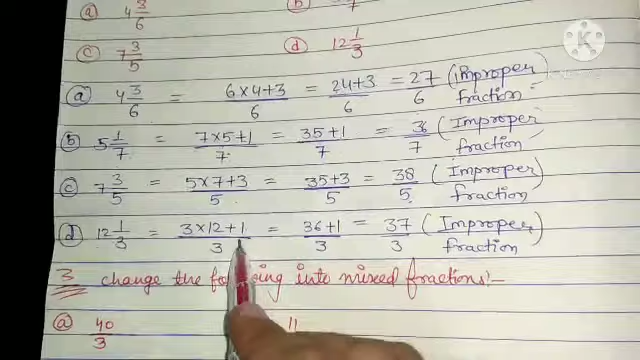 ⓐ 4 3/6 ⓑ 7
ⓒ 7 3/5 ⓓ 12 1/3
ⓐ 4 3/6 = 6×4+3/6 = 24+3/6 = 27/6 (Improper fraction)
ⓑ 5 1/7 = 7×5+1/7 = 35+1/7 = 36/7 (Improper fraction)
ⓒ 7 3/5 = 5×7+3/5 = 35+3/5 = 38/5 (Improper fraction)
ⓓ 12 1/3 = 3×12+1/3 = 36+1/3 = 37/3 (Improper fraction)
3 change the into mixed fractions:-
ⓐ 40/3 11
KINEMASTER